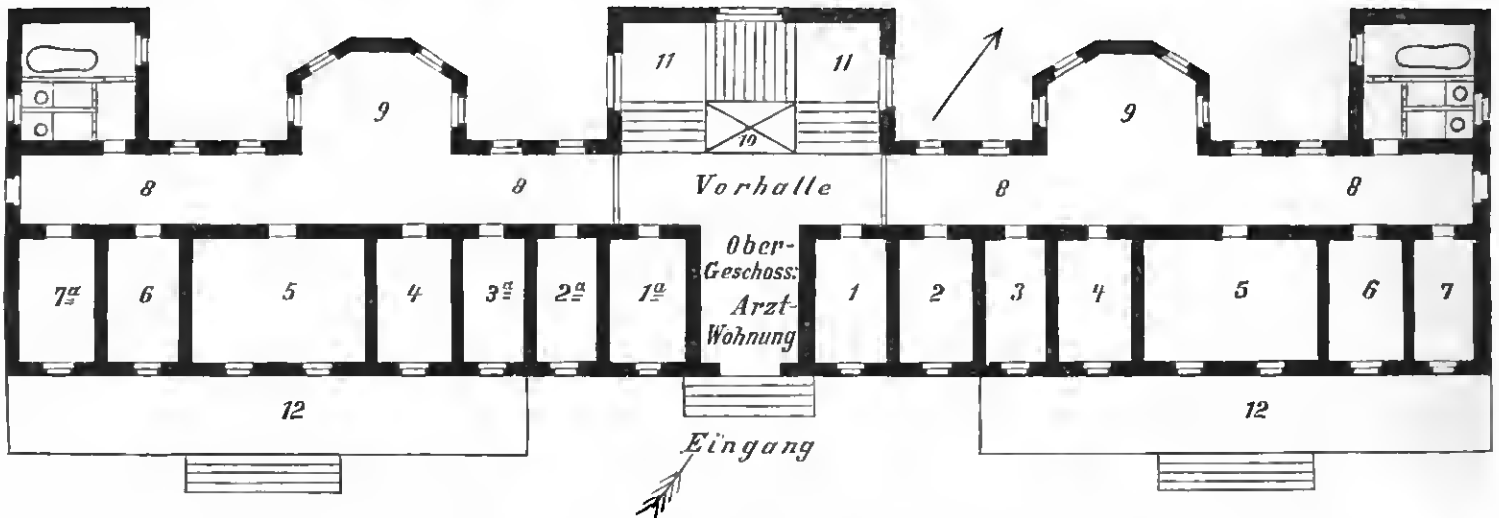 11 11
9 10 9
8 8 Vorhalle 8 8
Ober-
Geschoss:
7a 6 5 4 3a 2a 1a 1 2 3 4 5 6 7
Arzt-
Wohnung
12 12
Eingang